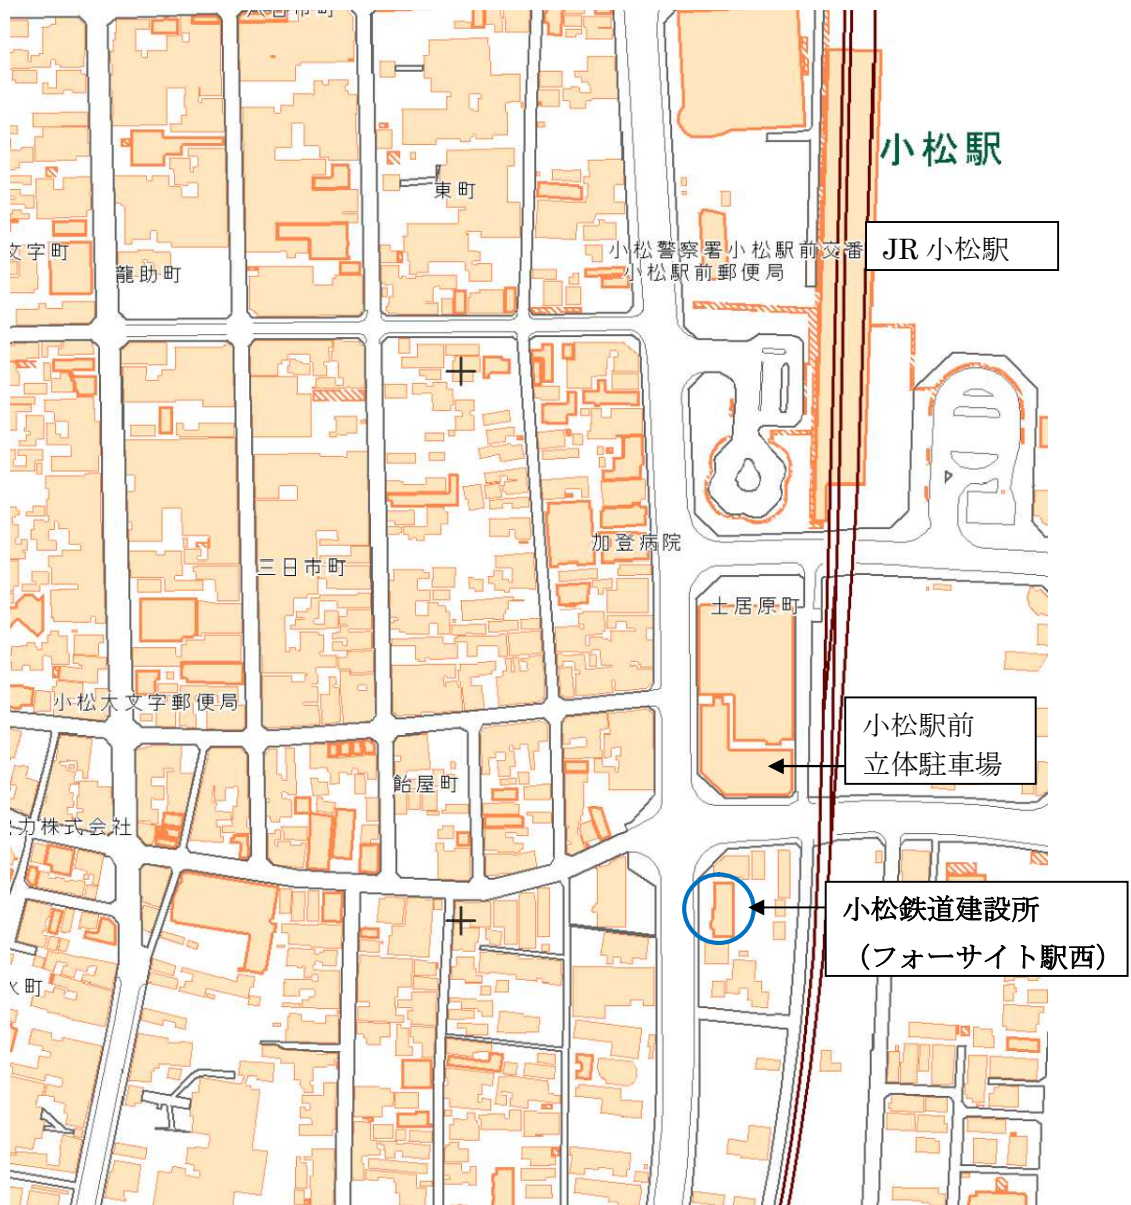 八日市町
小松駅
東町
文字町
龍助町
小松警察署小松駅前交番
小松駅前郵便局
JR 小松駅
加登病院
三日市町
土居原町
小松大文字郵便局
小松駅前
立体駐車場
飴屋町
力株式会社
小松鉄道建設所
（フォーサイト駅西）
町